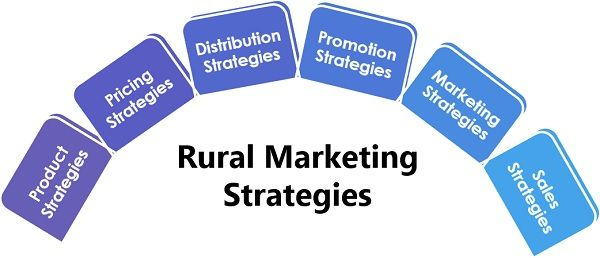 Product
Strategies
Pricing
Strategies
Distribution
Strategies
Promotion
Strategies
Marketing
Strategies
Sales
Strategies
Rural Marketing
Strategies